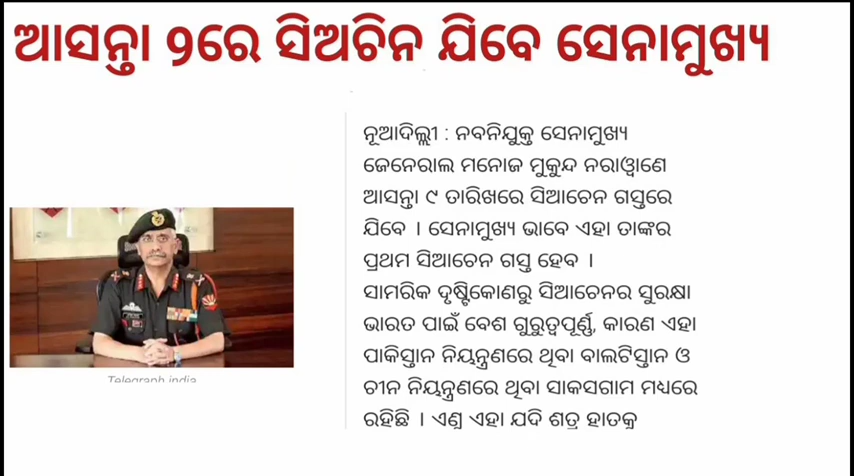 ଆସନ୍ତା ୨ରେ ସିଅଚିନ ଯିବେ ସେନାମୁଖ୍ୟ
ନୂଆଦିଲ୍ଲୀ : ନବନିଯୁକ୍ତ ସେନାମୁଖ୍ୟ
ଜେନେରାଲ ମନୋଜ ମୁକୁନ୍ଦ ନରାୱାଣେ
ଆସନ୍ତା ୯ ତାରିଖରେ ସିଆଚେନ ଗସ୍ତରେ
ଯିବେ । ସେନାମୁଖ୍ୟ ଭାବେ ଏହା ତାଙ୍କର
ପ୍ରଥମ ସିଆଚେନ ଗସ୍ତ ହେବ ।
ସାମରିକ ଦୃଷ୍ଟିକୋଣରୁ ସିଆଚେନର ସୁରକ୍ଷା
ଭାରତ ପାଇଁ ବେଶ ଗୁରୁତ୍ୱପୂର୍ଣ୍ଣ, କାରଣ ଏହା
ପାକିସ୍ତାନ ନିୟନ୍ତ୍ରଣରେ ଥିବା ବାଲଟିସ୍ତାନ ଓ
ଚୀନ ନିୟନ୍ତ୍ରଣରେ ଥିବା ସାକସଗାମ ମଧ୍ୟରେ
ରହିଛି । ଏଣୁ ଏହା ଯଦି ଶତ୍ରୁ ହାତକୁ
Telegraph india